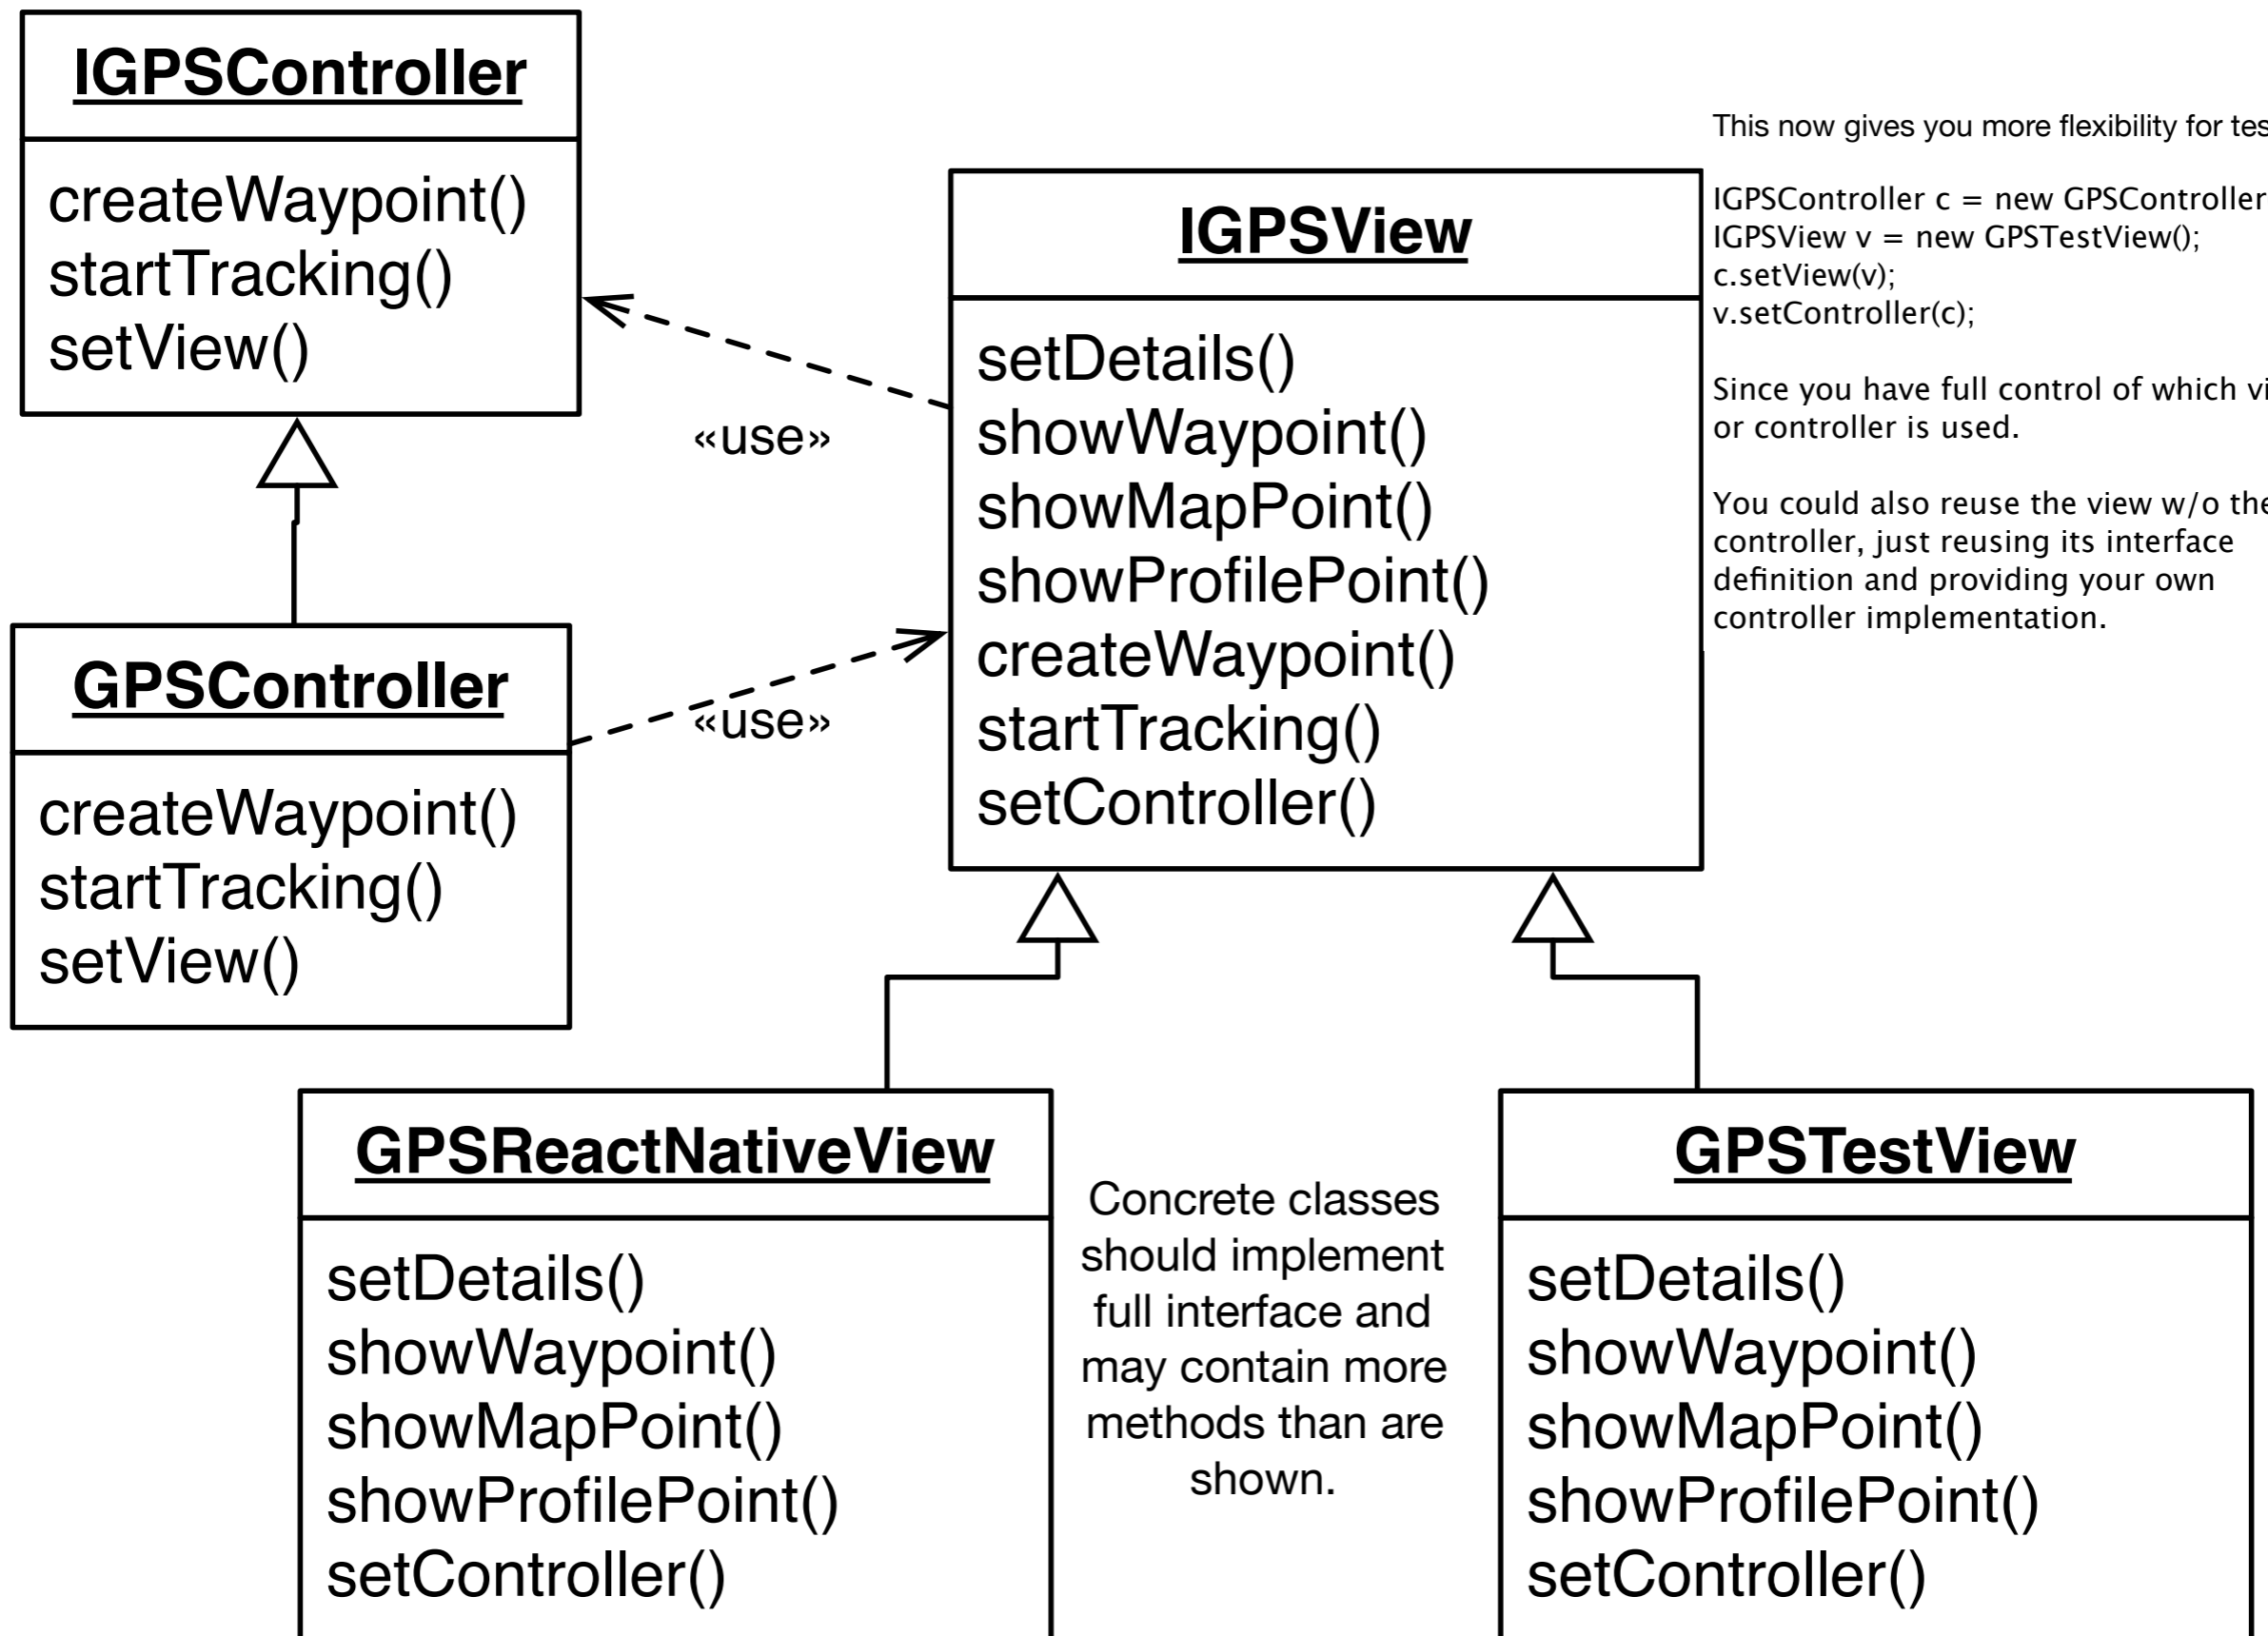 IGPSController
createWaypoint()
startTracking()
setView()
«use»
IGPSView
setDetails()
showWaypoint()
showMapPoint()
showProfilePoint()
createWaypoint()
startTracking()
setController()
This now gives you more flexibility for
IGPSController c = new GPSController
IGPSView v = new GPSTestView();
c.setView(v);
v.setController(c);
Since you have full control of which
or controller is used.
You could also reuse the view w/o
controller, just reusing its interface
definition and providing your own
controller implementation.
GPSController
createWaypoint()
startTracking()
setView()
«use»
GPSReactNativeView
setDetails()
showWaypoint()
showMapPoint()
showProfilePoint()
setController()
Concrete classes
should implement
full interface and
may contain more
methods than are
shown.
GPSTestView
setDetails()
showWaypoint()
showMapPoint()
showProfilePoint()
setController()